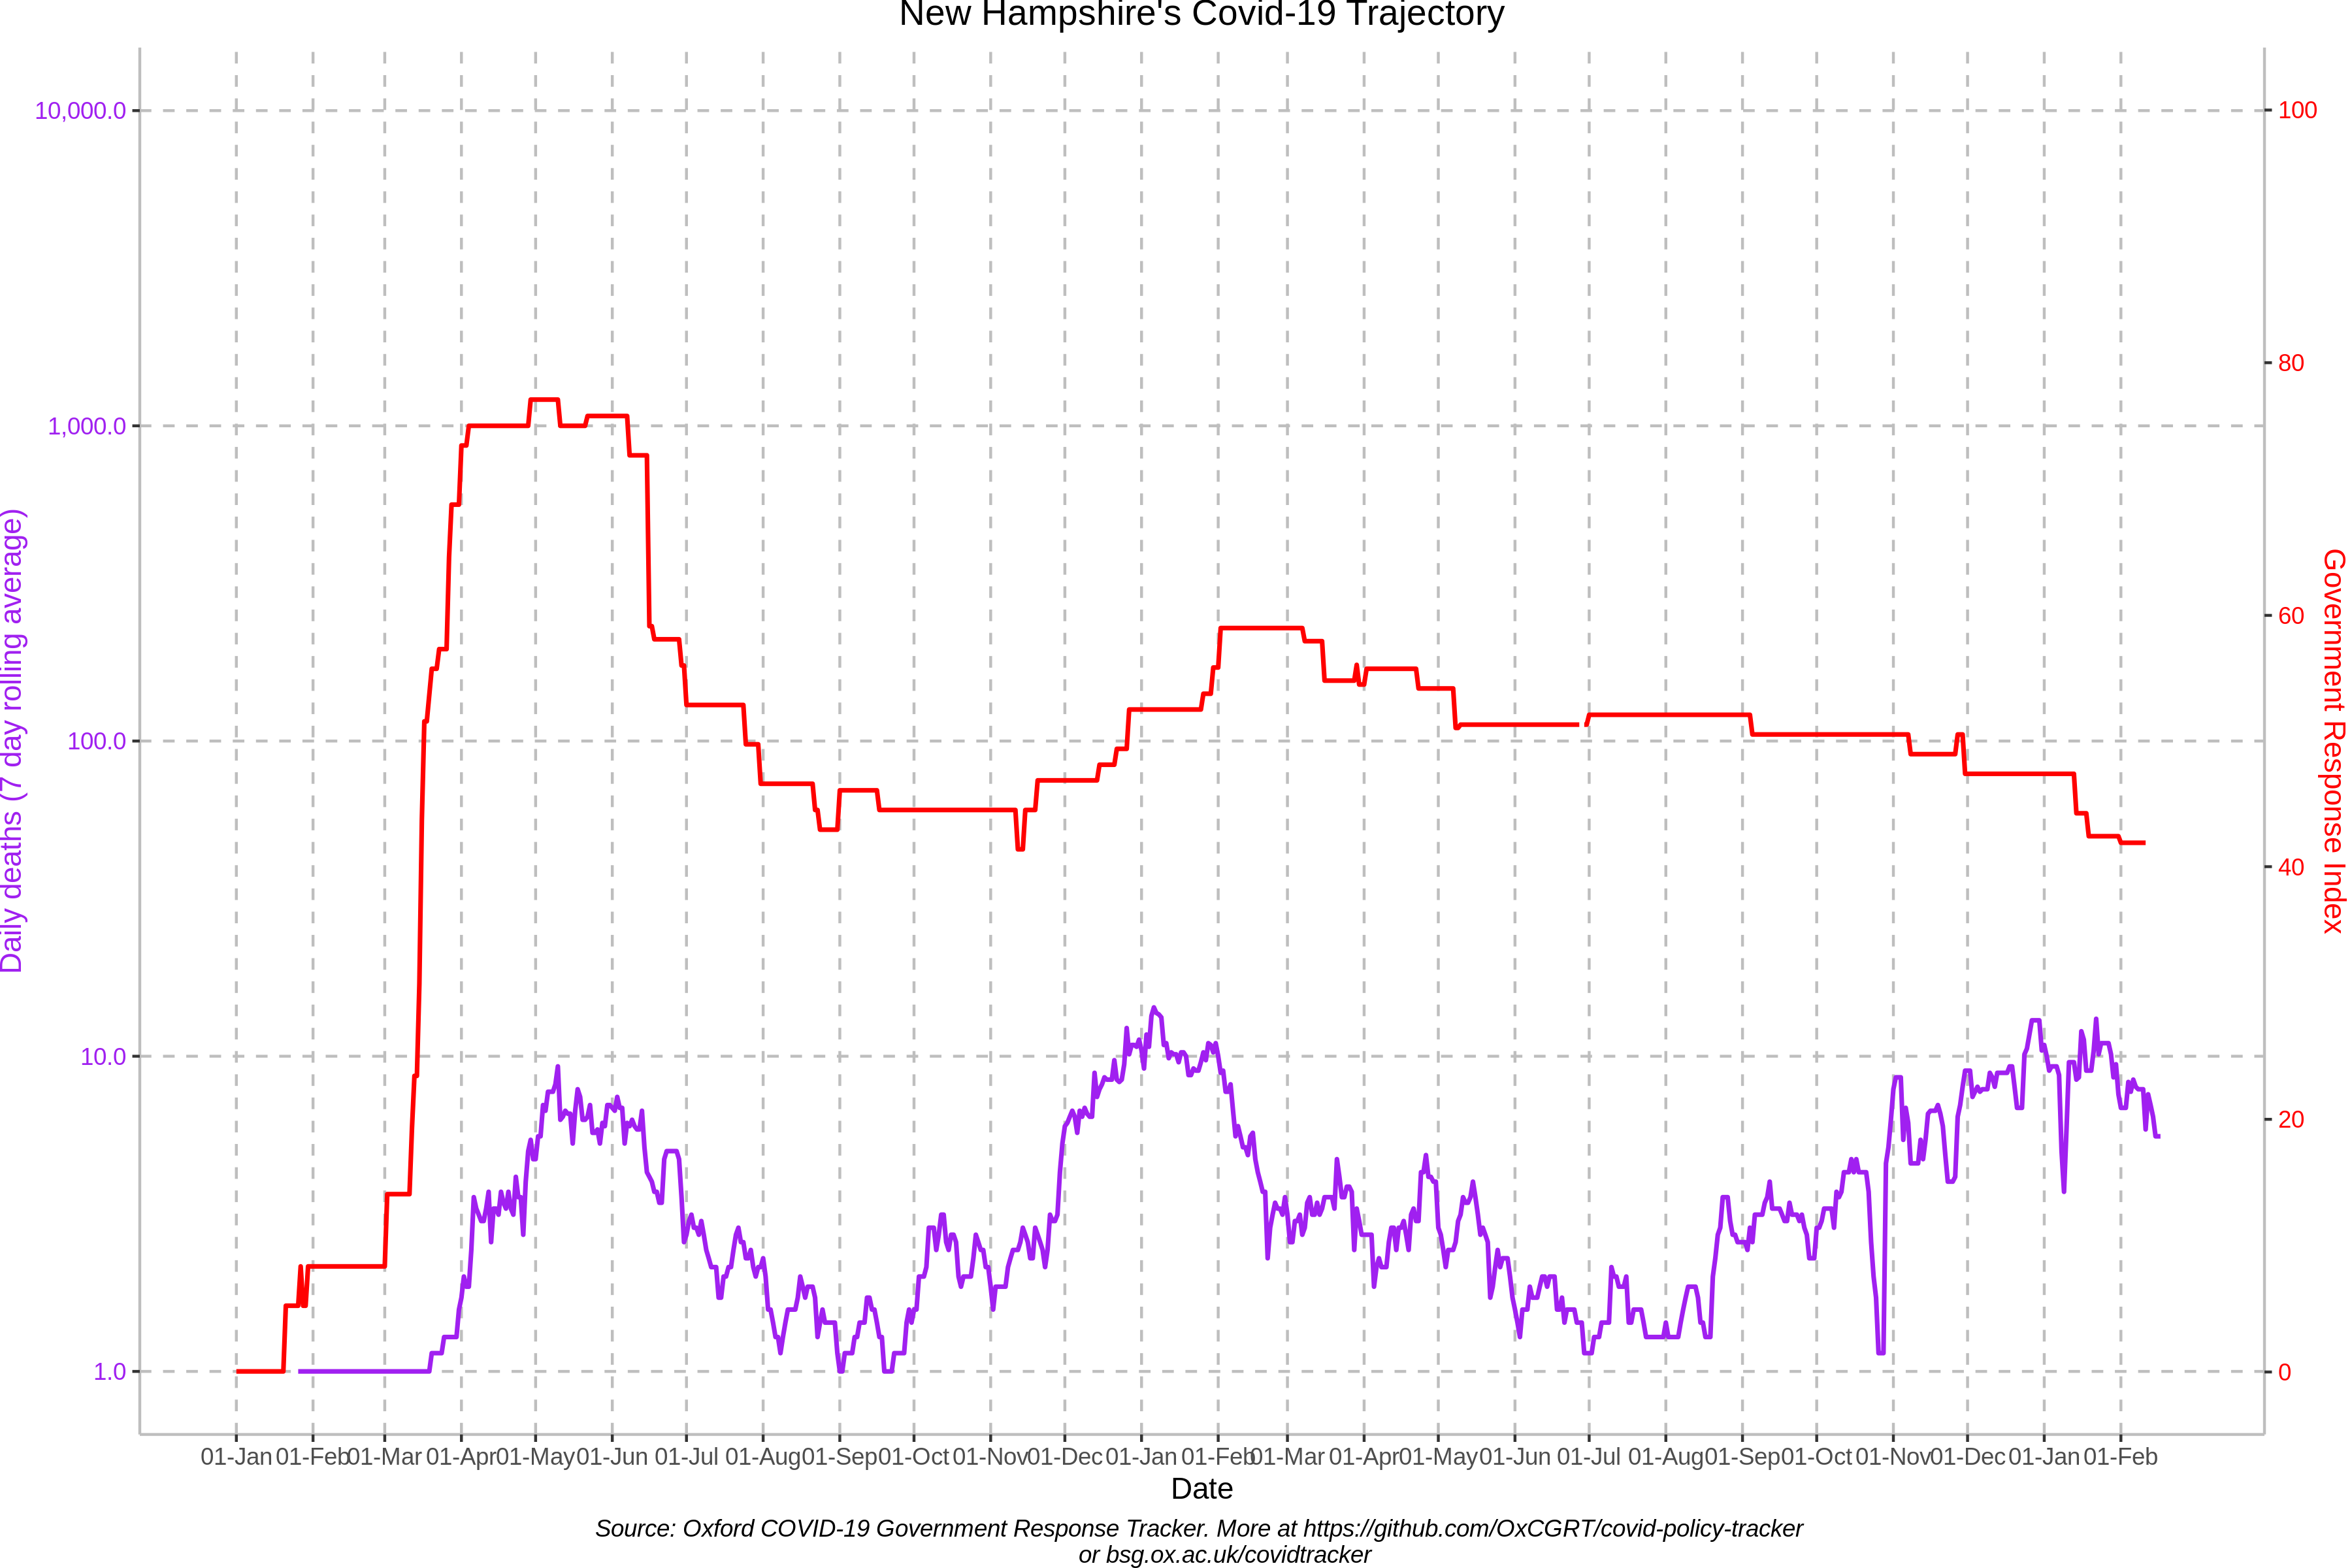 New Hampshire's Covid-19 Trajectory
10,000.0
1,000.0
100.0
10.0
1.0
Daily deaths (7 day rolling average)
100
80
60
40
20
0
Government Response Index
01-Jan 01-Feb 01-Mar 01-Apr 01-May 01-Jun 01-Jul 01-Aug 01-Sep 01-Oct 01-Nov 01-Dec 01-Jan 01-Feb 01-Mar 01-Apr 01-May 01-Jun 01-Jul 01-Aug 01-Sep 01-Oct 01-Nov 01-Dec 01-Jan 01-Feb
Date
Source: Oxford COVID-19 Government Response Tracker. More at https://github.com/OxCGRT/covid-policy-tracker
or bsg.ox.ac.uk/covidtracker